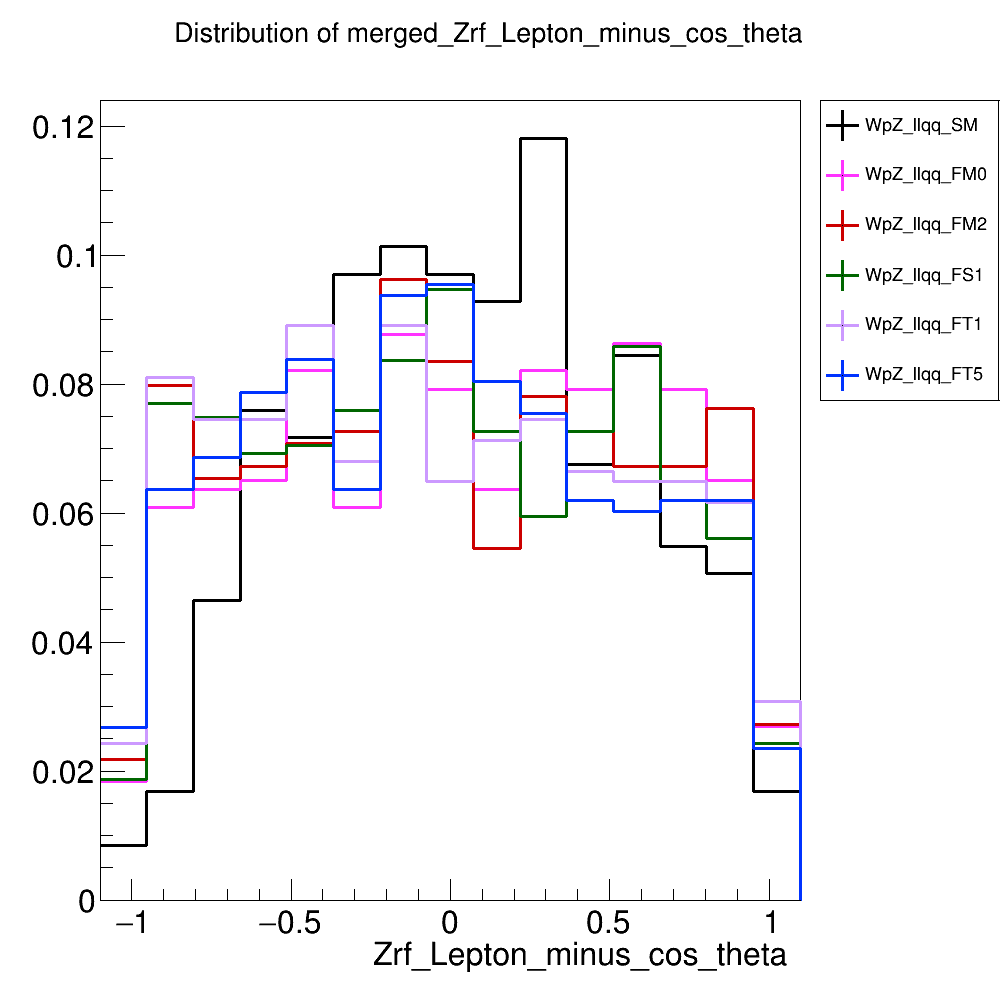 Distribution of merged_Zrf_Lepton_minus_cos_theta
0.12
0.1
0.08
0.06
0.04
0.02
0
−1
−0.5
0
0.5
1
Zrf_Lepton_minus_cos_theta
WpZ_llqq_SM
WpZ_llqq_FM0
WpZ_llqq_FM2
WpZ_llqq_FS1
WpZ_llqq_FT1
WpZ_llqq_FT5